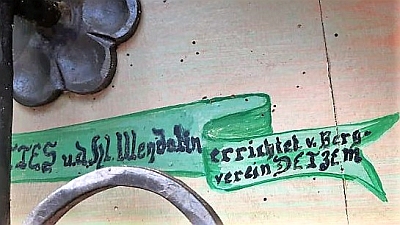 TES u.d. Hl. Wendalin
errichtet v. Berg-
verein DETZEM